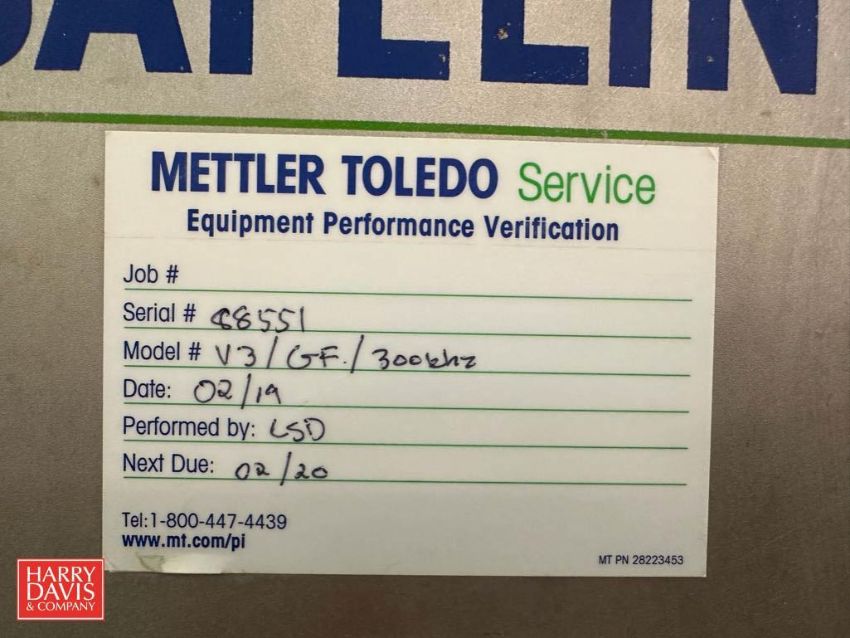 SAFELIN
METTLER TOLEDO Service
Equipment Performance Verification
Job #
Serial # 88551
Model # V3/GF./300khz
Date: 02/19
Performed by: LSD
Next Due: 02/20
Tel:1-800-447-4439
www.mt.com/pi
MT PN 28223453
HARRY
DAVIS
& COMPANY